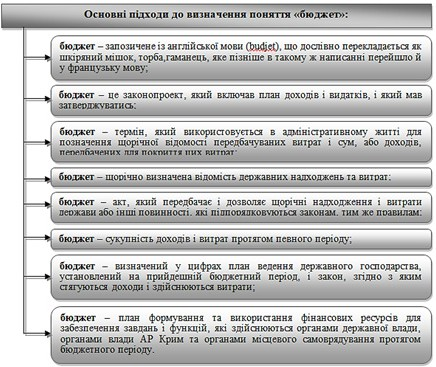 Основні підходи до визначення поняття «бюджет»:
бюджет – запозичене із англійської мови (budjet), що дослівно перекладається як
шкіряний мішок, торба,гаманець, яке пізніше в такому ж написанні перейшло й
у французьку мову;
бюджет – це законопроект, який включав план доходів і видатків, і який мав
затверджуватись;
бюджет – термін, який використовується в адміністративному житті для
позначення щорічної відомості передбачуваних витрат і сум, або доходів,
передбачених для покриття цих витрат;
бюджет – щорічно визначена відомість державних надходжень та витрат;
бюджет – акт, який передбачає і дозволяє щорічні надходження і витрати
держави або інші повинності, які підпорядковуються законам, тим же правилам;
бюджет – сукупність доходів і витрат протягом певного періоду;
бюджет – визначений у цифрах план ведення державного господарства,
установлений на прийдешній бюджетний період, і закон, згідно з яким
стягуються доходи і здійснюються витрати;
бюджет – план формування та використання фінансових ресурсів для
забезпечення завдань і функцій, які здійснюються органами державної влади,
органами влади АР Крим та органами місцевого самоврядування протягом
бюджетного періоду.